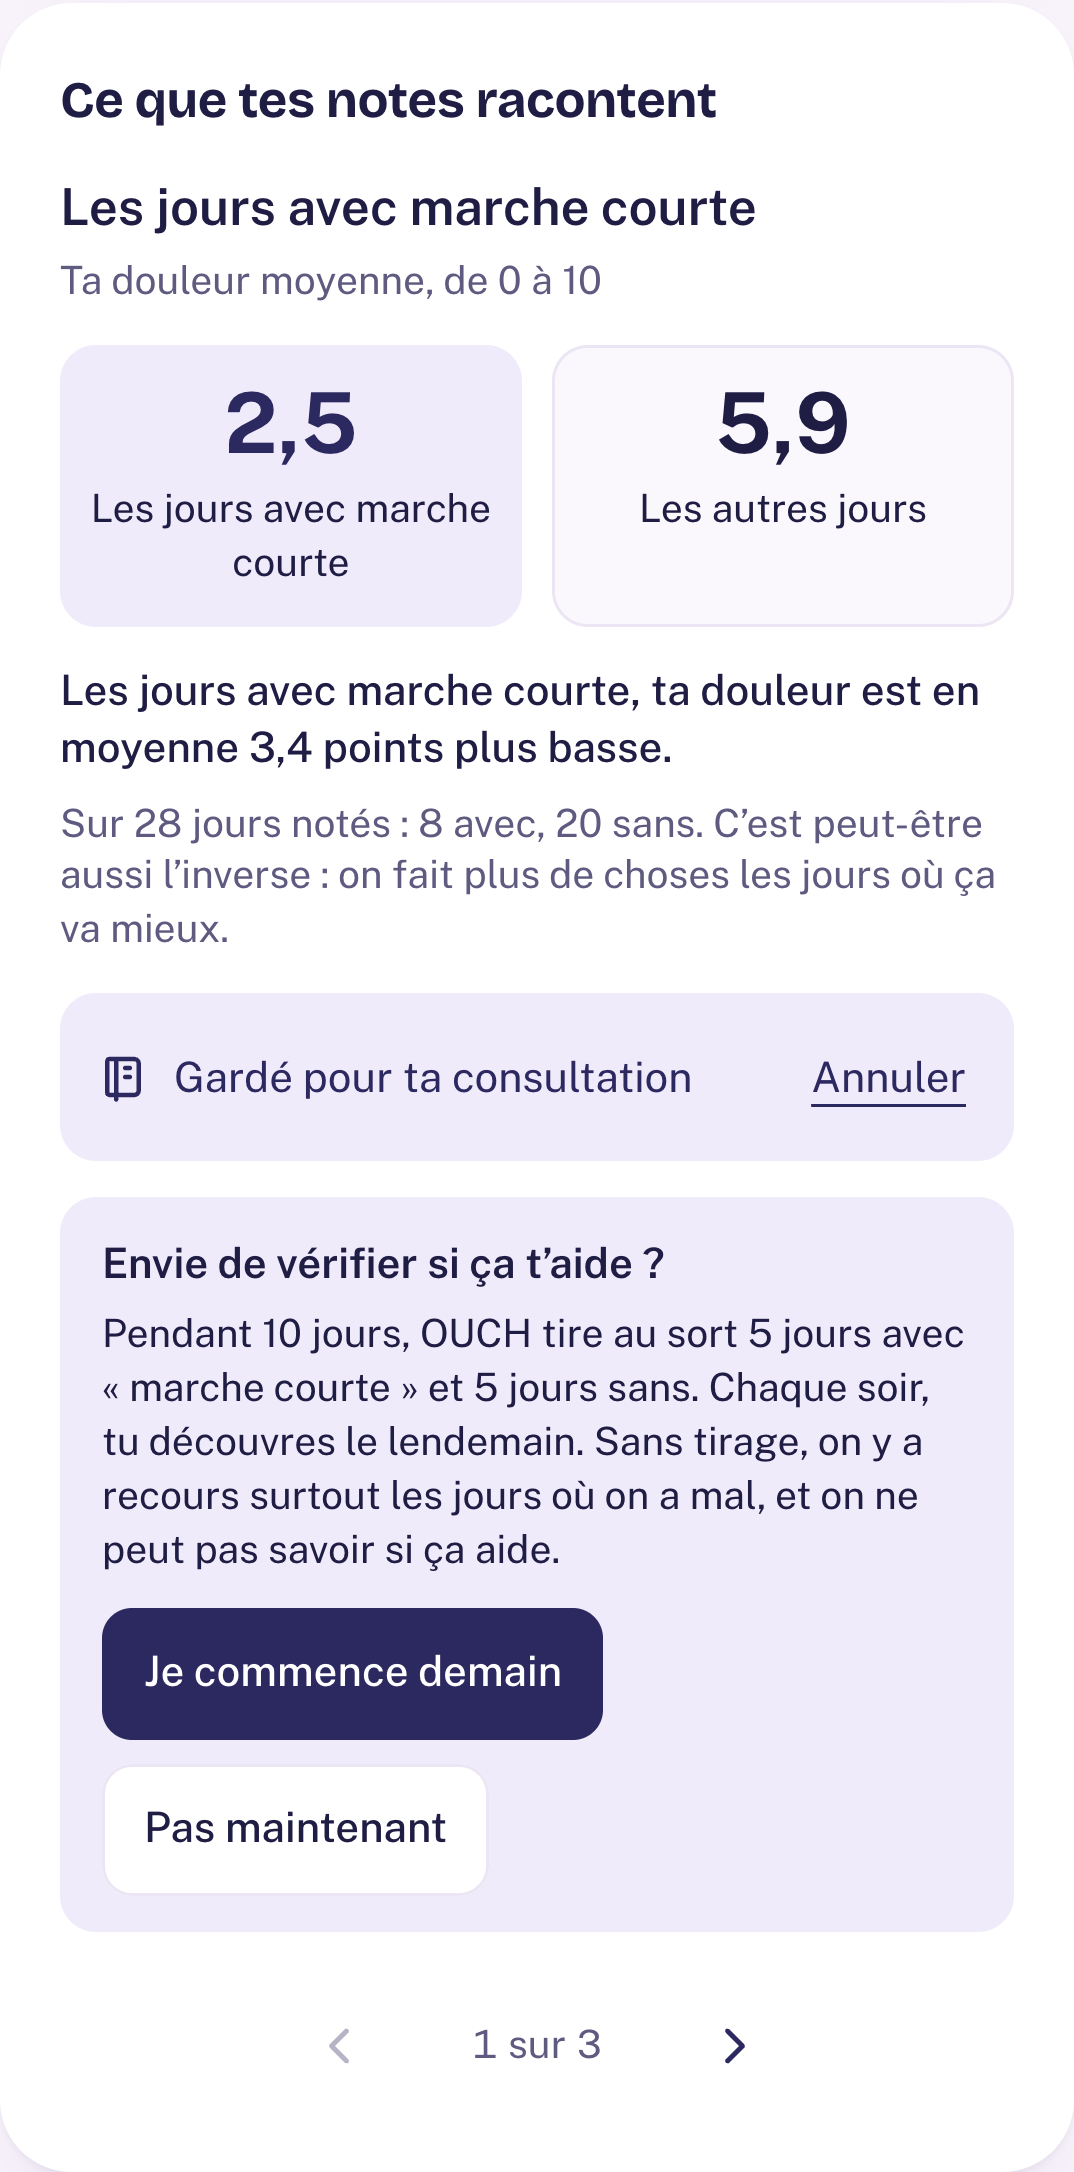 Ce que tes notes racontent
Les jours avec marche courte
Ta douleur moyenne, de 0 à 10
2,5
Les jours avec marche
courte
5,9
Les autres jours
Les jours avec marche courte, ta douleur est en
moyenne 3,4 points plus basse.
Sur 28 jours notés : 8 avec, 20 sans. C’est peut-être
aussi l’inverse : on fait plus de choses les jours où ça
va mieux.
Gardé pour ta consultation
Annuler
Envie de vérifier si ça t’aide ?
Pendant 10 jours, OUCH tire au sort 5 jours avec
« marche courte » et 5 jours sans. Chaque soir,
tu découvres le lendemain. Sans tirage, on y a
recours surtout les jours où on a mal, et on ne
peut pas savoir si ça aide.
Je commence demain
Pas maintenant
1 sur 3